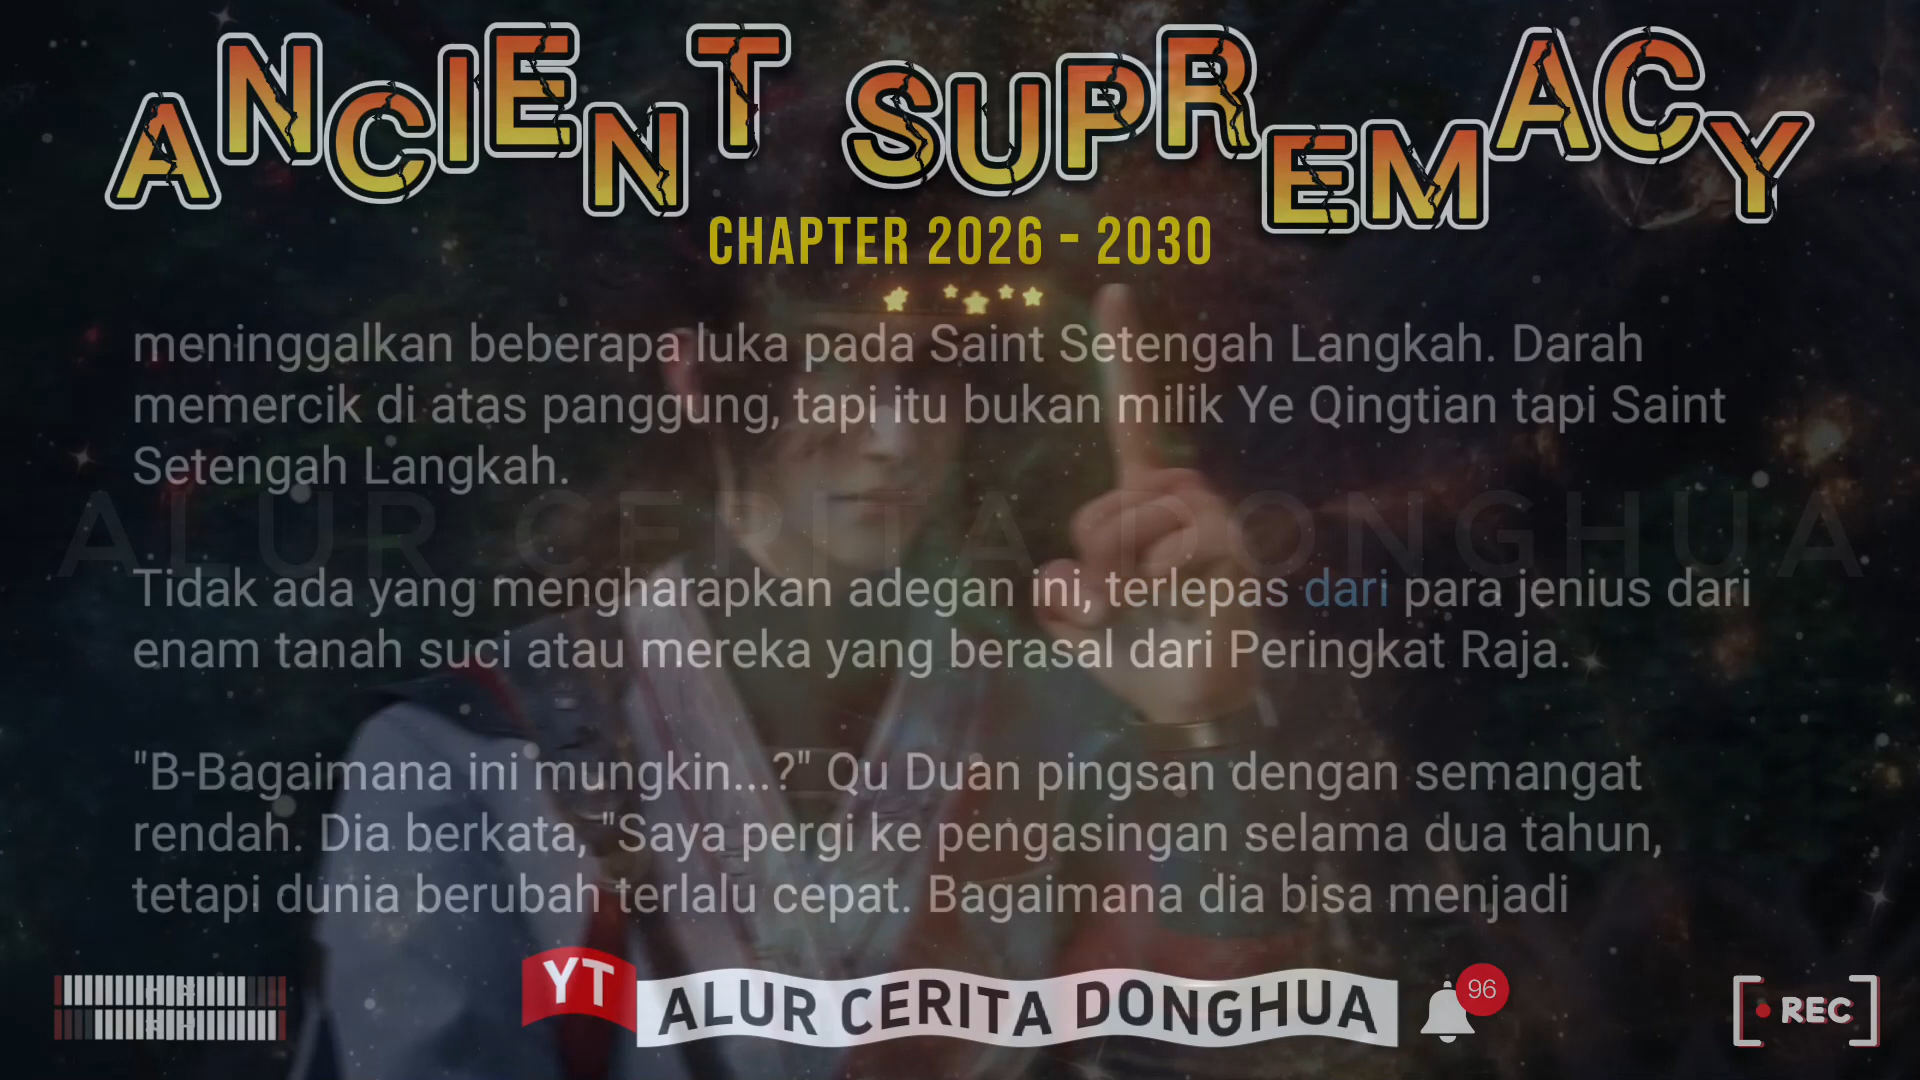 ANCIENT SUPREMACY
CHAPTER 2026 - 2030
meninggalkan beberapa luka pada Saint Setengah Langkah. Darah
memercik di atas panggung, tapi itu bukan milik Ye Qingtian tapi Saint
Setengah Langkah.
ALUR CERITA DONGHUA
Tidak ada yang mengharapkan adegan ini, terlepas dari para jenius dari
enam tanah suci atau mereka yang berasal dari Peringkat Raja.
"B-Bagaimana ini mungkin...?" Qu Duan pingsan dengan semangat
rendah. Dia berkata, "Saya pergi ke pengasingan selama dua tahun,
tetapi dunia berubah terlalu cepat. Bagaimana dia bisa menjadi
YT ALUR CERITA DONGHUA 96
REC